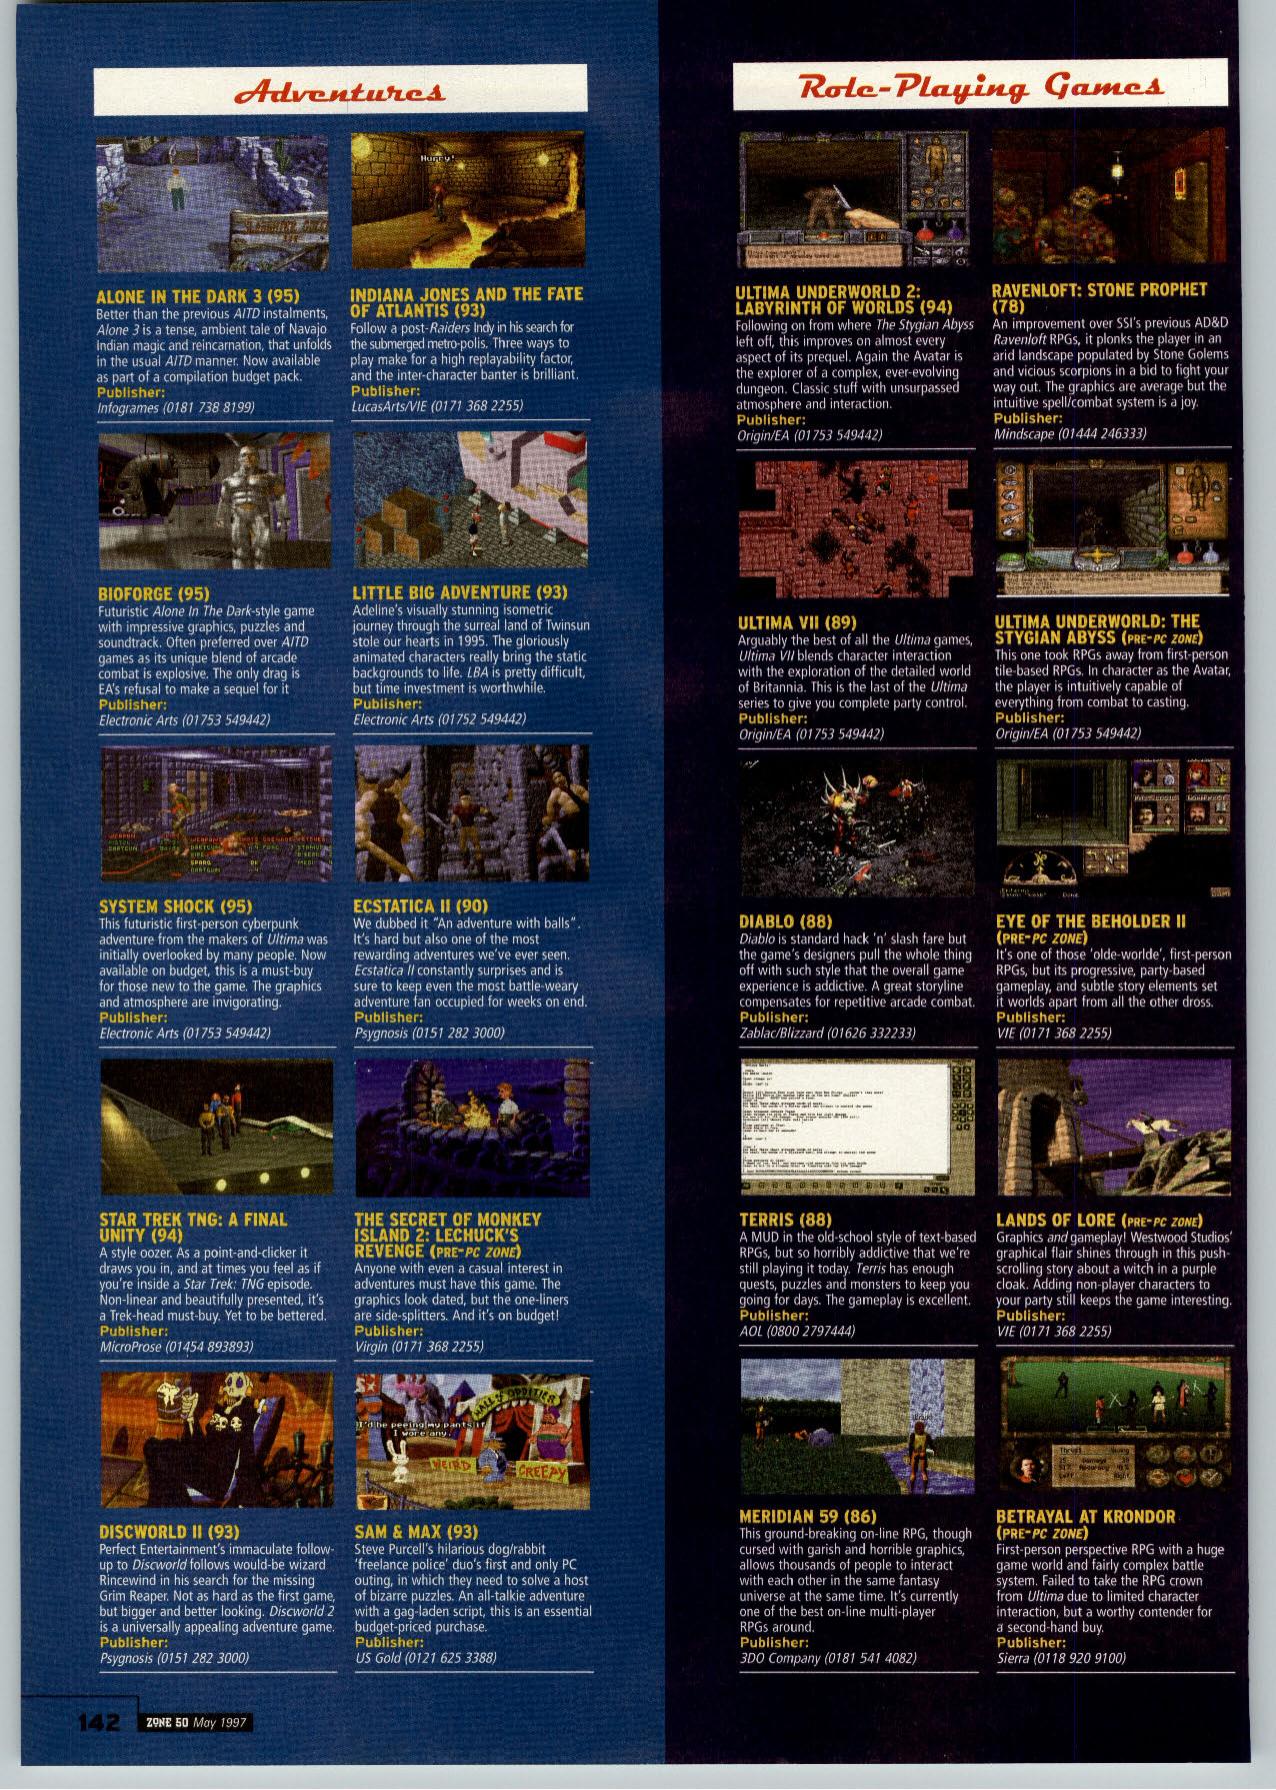 Adventures
ALONE IN THE DARK 3 (95)
Better than the previous AITD instalments,
Alone 3 is a tense, ambient tale of Navajo
Indian magic and reincarnation, that unfolds
in the usual AITD manner. Now available
as part of a compilation budget pack.
Publisher:
Infogrames (0181 738 8199)
Hurry!
INDIANA JONES AND THE FATE
OF ATLANTIS (93)
Follow a post-Raiders Indy in his search for
the submerged metro-polis. Three ways to
play make for a high replayability factor,
and the inter-character banter is brilliant.
Publisher:
LucasArts/VIE (0171 368 2255)
BIOFORGE (95)
Futuristic Alone In The Dark-style game
with impressive graphics, puzzles and
soundtrack. Often preferred over AITD
games as its unique blend of arcade
combat is explosive. The only drag is
EA's refusal to make a sequel for it
Publisher:
Electronic Arts (01753 549442)
LITTLE BIG ADVENTURE (93)
Adeline's visually stunning isometric
journey through the surreal land of Twinsun
stole our hearts in 1995. The gloriously
animated characters really bring the static
backgrounds to life. LBA is pretty difficult,
but time investment is worthwhile.
Publisher:
Electronic Arts (01752 549442)
SYSTEM SHOCK (95)
This futuristic first-person cyberpunk
adventure from the makers of Ultima was
initially overlooked by many people. Now
available on budget, this is a must-buy
for those new to the game. The graphics
and atmosphere are invigorating.
Publisher:
Electronic Arts (01753 549442)
ECSTATICA II (90)
We dubbed it "An adventure with balls".
It's hard but also one of the most
rewarding adventures we've ever seen.
Ecstatica II constantly surprises and is
sure to keep even the most battle-weary
adventure fan occupied for weeks on end.
Publisher:
Psygnosis (0151 282 3000)
STAR TREK TNG: A FINAL
UNITY (94)
A style oozer. As a point-and-clicker it
draws you in, and at times you feel as if
you're inside a Star Trek: TNG episode.
Non-linear and beautifully presented, it's
a Trek-head must-buy. Yet to be bettered.
Publisher:
MicroProse (01454 893893)
THE SECRET OF MONKEY
ISLAND 2: LECHUCK'S
REVENGE (PRE-PC ZONE)
Anyone with even a casual interest in
adventures must have this game. The
graphics look dated, but the one-liners
are side-splitters. And it's on budget!
Publisher:
Virgin (0171 368 2255)
DISCWORLD II (93)
Perfect Entertainment's immaculate follow-
up to Discworld follows would-be wizard
Rincewind in his search for the missing
Grim Reaper. Not as hard as the first game,
but bigger and better looking. Discworld 2
is a universally appealing adventure game.
Publisher:
Psygnosis (0151 282 3000)
I'd be peeing my pants if
I wore any.
WEIRD
CREEPY
SAM & MAX (93)
Steve Purcell's hilarious dog/rabbit
'freelance police' duo's first and only PC
outing, in which they need to solve a host
of bizarre puzzles. An all-talkie adventure
with a gag-laden script, this is an essential
budget-priced purchase.
Publisher:
US Gold (0121 625 3388)
Role-Playing Games
ULTIMA UNDERWORLD 2:
LABYRINTH OF WORLDS (94)
Following on from where The Stygian Abyss
left off, this improves on almost every
aspect of its prequel. Again the Avatar is
the explorer of a complex, ever-evolving
dungeon. Classic stuff with unsurpassed
atmosphere and interaction.
Publisher:
Origin/EA (01753 549442)
RAVENLOFT: STONE PROPHET
(78)
An improvement over SSI's previous AD&D
Ravenloft RPGs, it plonks the player in an
arid landscape populated by Stone Golems
and vicious scorpions in a bid to fight your
way out. The graphics are average but the
intuitive spell/combat system is a joy.
Publisher:
Mindscape (01444 246333)
ULTIMA VII (89)
Arguably the best of all the Ultima games,
Ultima VII blends character interaction
with the exploration of the detailed world
of Britannia. This is the last of the Ultima
series to give you complete party control.
Publisher:
Origin/EA (01753 549442)
ULTIMA UNDERWORLD: THE
STYGIAN ABYSS (PRE-PC ZONE)
This one took RPGs away from first-person
tile-based RPGs. In character as the Avatar,
the player is intuitively capable of
everything from combat to casting.
Publisher:
Origin/EA (01753 549442)
DIABLO (88)
Diablo is standard hack 'n' slash fare but
the game's designers pull the whole thing
off with such style that the overall game
experience is addictive. A great storyline
compensates for repetitive arcade combat.
Publisher:
Zablac/Blizzard (01626 332233)
EYE OF THE BEHOLDER II
(PRE-PC ZONE)
It's one of those 'olde-worlde', first-person
RPGs, but its progressive, party-based
gameplay, and subtle story elements set
it worlds apart from all the other dross.
Publisher:
VIE (0171 368 2255)
TERRIS (88)
A MUD in the old-school style of text-based
RPGs, but so horribly addictive that we're
still playing it today. Terris has enough
quests, puzzles and monsters to keep you
going for days. The gameplay is excellent.
Publisher:
AOL (0800 2797444)
LANDS OF LORE (PRE-PC ZONE)
Graphics and gameplay! Westwood Studios'
graphical flair shines through in this push-
scrolling story about a witch in a purple
cloak. Adding non-player characters to
your party still keeps the game interesting.
Publisher:
VIE (0171 368 2255)
MERIDIAN 59 (86)
This ground-breaking on-line RPG, though
cursed with garish and horrible graphics,
allows thousands of people to interact
with each other in the same fantasy
universe at the same time. It's currently
one of the best on-line multi-player
RPGs around.
Publisher:
3DO Company (0181 541 4082)
BETRAYAL AT KRONDOR
(PRE-PC ZONE)
First-person perspective RPG with a huge
game world and fairly complex battle
system. Failed to take the RPG crown
from Ultima due to limited character
interaction, but a worthy contender for
a second-hand buy.
Publisher:
Sierra (0118 920 9100)
142
ZONE 50 May 1997